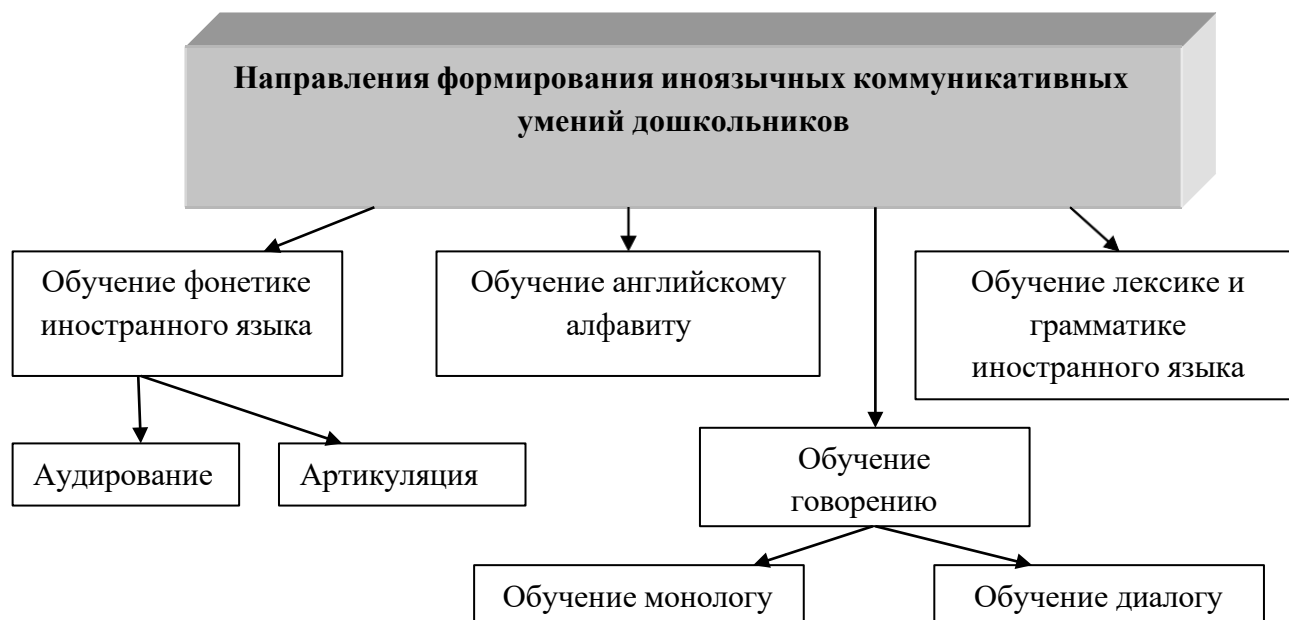 Направления формирования иноязычных коммуникативных
умений дошкольников
Обучение фонетике
иностранного языка
Обучение английскому
алфавиту
Обучение лексике и
грамматике
иностранного языка
Аудирование
Артикуляция
Обучение
говорению
Обучение монологу
Обучение диалогу